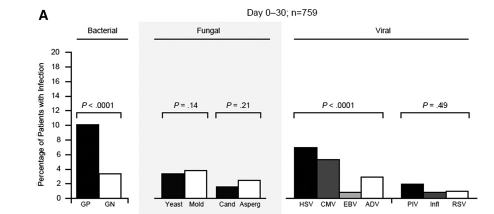 A
Day 0–30; n=759
Bacterial
Fungal
Viral
Percentage of Patients with Infection
20
18
16
14
12
10
8
6
4
2
0
P < .0001
P = .14
P = .21
P < .0001
P = .49
GP GN
Yeast Mold
Cand Asperg
HSV CMV EBV ADV
PIV Infl RSV